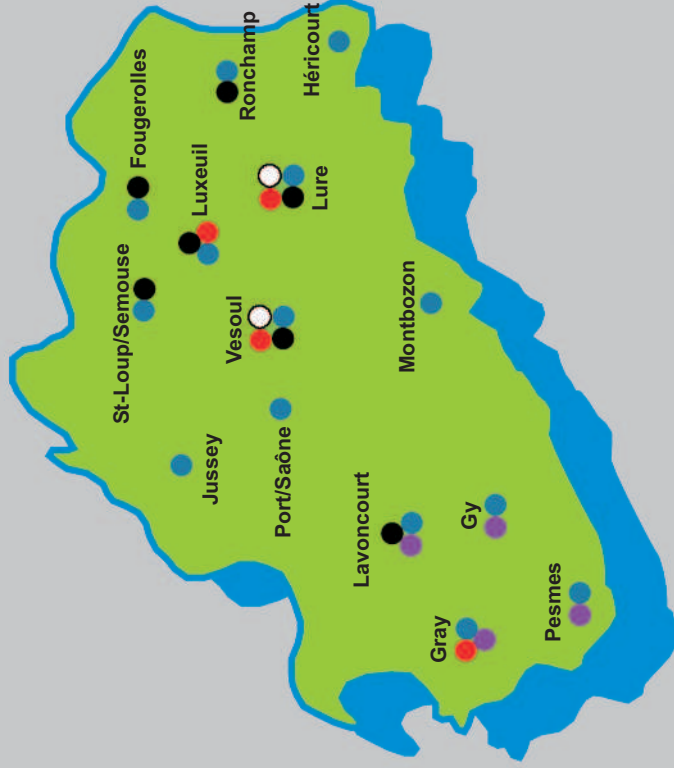 Fougerolles
Ronchamp
Héricourt
Luxeuil
Lure
St-Loup/Semouse
Vesoul
Montbozon
Jussey
Port/Saône
Lavoncourt
Gy
Gray
Pesmes